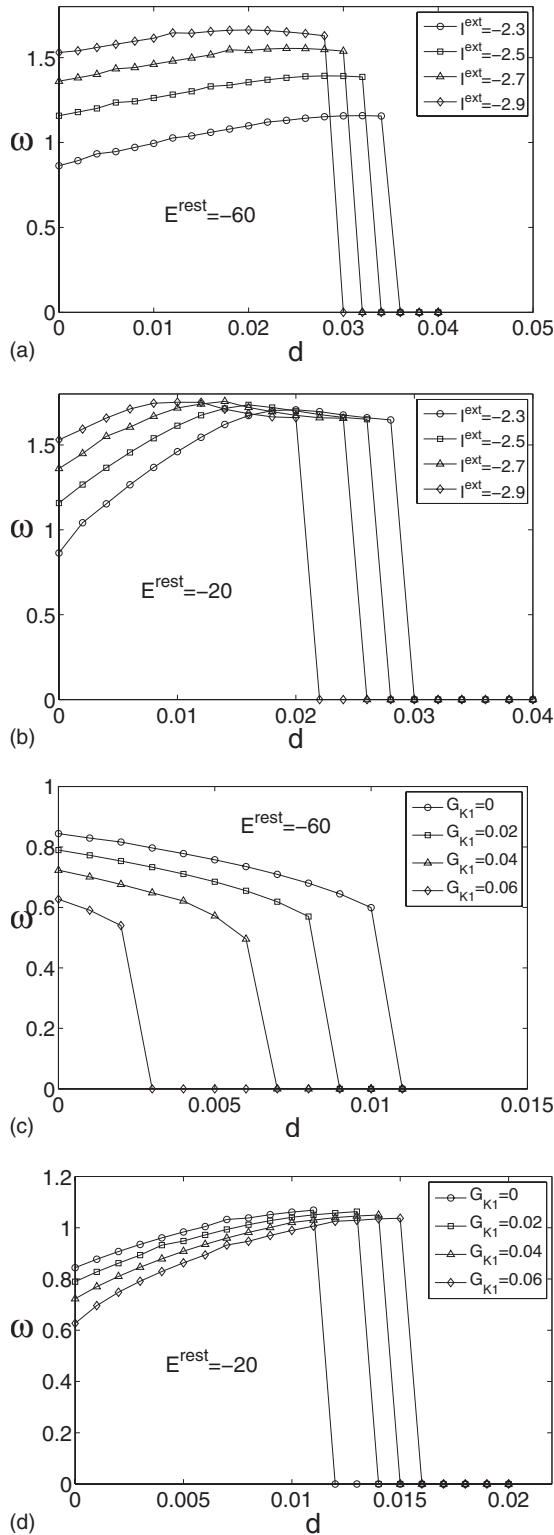 1.5
1
0.5
0
ω
0
0.01
0.02
0.03
0.04
0.05
d
E^rest=−60
I^ext=−2.3
I^ext=−2.5
I^ext=−2.7
I^ext=−2.9
(a)
1.5
1
0.5
0
ω
0
0.01
0.02
0.03
0.04
d
E^rest=−20
I^ext=−2.3
I^ext=−2.5
I^ext=−2.7
I^ext=−2.9
(b)
1
0.8
0.6
0.4
0.2
0
ω
0
0.005
0.01
0.015
d
E^rest=−60
G_K1=0
G_K1=0.02
G_K1=0.04
G_K1=0.06
(c)
1.2
1
0.8
0.6
0.4
0.2
0
ω
0
0.005
0.01
0.015
0.02
d
E^rest=−20
G_K1=0
G_K1=0.02
G_K1=0.04
G_K1=0.06
(d)